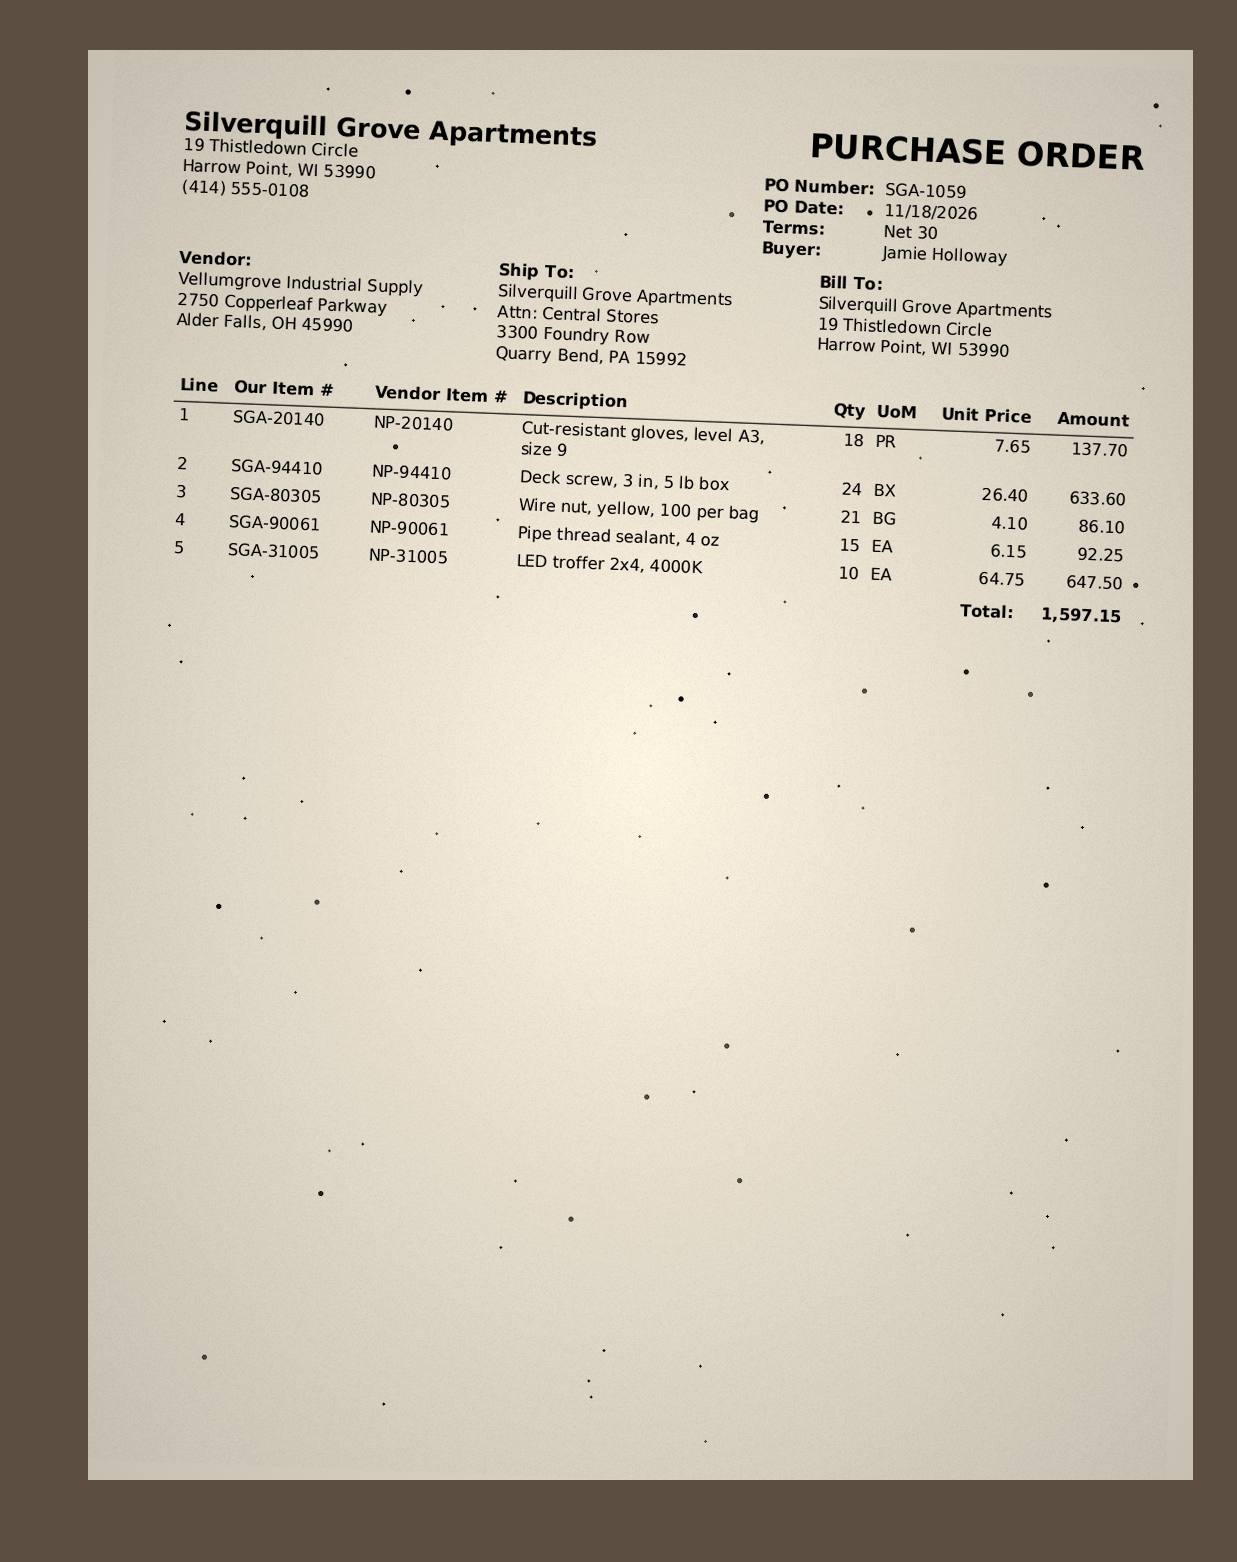 Silverquill Grove Apartments
19 Thistledown Circle
Harrow Point, WI 53990
(414) 555-0108
PURCHASE ORDER
PO Number: SGA-1059
PO Date: 11/18/2026
Terms: Net 30
Buyer: Jamie Holloway
Vendor:
Vellumgrove Industrial Supply
2750 Copperleaf Parkway
Alder Falls, OH 45990
Ship To:
Silverquill Grove Apartments
Attn: Central Stores
3300 Foundry Row
Quarry Bend, PA 15992
Bill To:
Silverquill Grove Apartments
19 Thistledown Circle
Harrow Point, WI 53990
Line Our Item # Vendor Item # Description Qty UoM Unit Price Amount
1 SGA-20140 NP-20140 Cut-resistant gloves, level A3, 18 PR 7.65 137.70
size 9
2 SGA-94410 NP-94410 Deck screw, 3 in, 5 lb box 24 BX 26.40 633.60
3 SGA-80305 NP-80305 Wire nut, yellow, 100 per bag 21 BG 4.10 86.10
4 SGA-90061 NP-90061 Pipe thread sealant, 4 oz 15 EA 6.15 92.25
5 SGA-31005 NP-31005 LED troffer 2x4, 4000K 10 EA 64.75 647.50
Total: 1,597.15